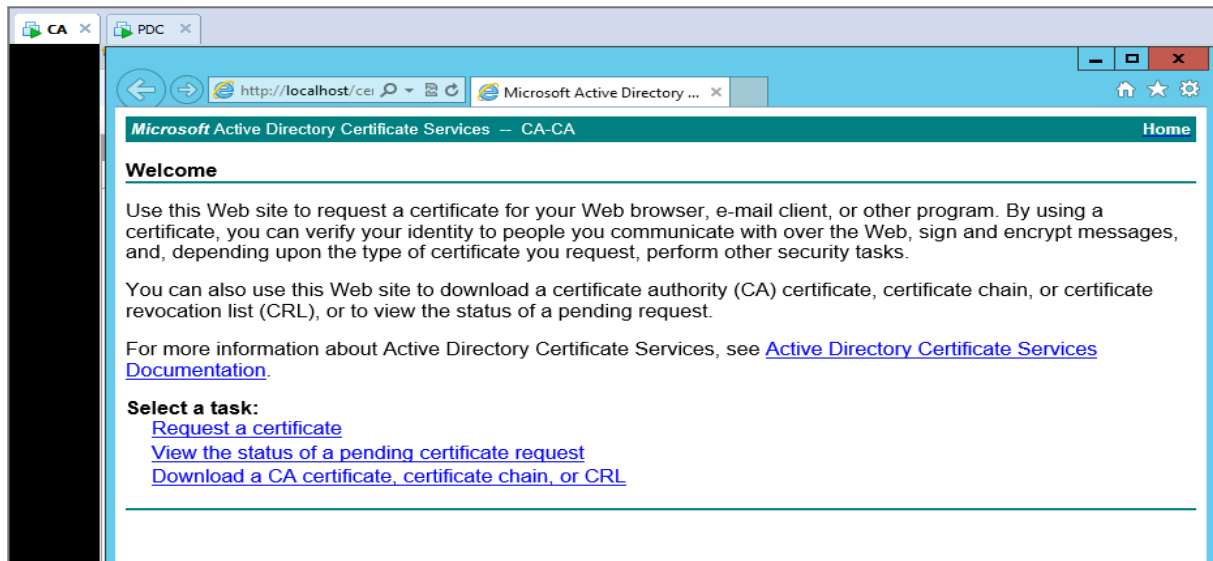 CA
PDC
http://localhost/cei
Microsoft Active Directory ...
Microsoft Active Directory Certificate Services -- CA-CA
Home
Welcome
Use this Web site to request a certificate for your Web browser, e-mail client, or other program. By using a
certificate, you can verify your identity to people you communicate with over the Web, sign and encrypt messages,
and, depending upon the type of certificate you request, perform other security tasks.
You can also use this Web site to download a certificate authority (CA) certificate, certificate chain, or certificate
revocation list (CRL), or to view the status of a pending request.
For more information about Active Directory Certificate Services, see Active Directory Certificate Services
Documentation.
Select a task:
Request a certificate
View the status of a pending certificate request
Download a CA certificate, certificate chain, or CRL